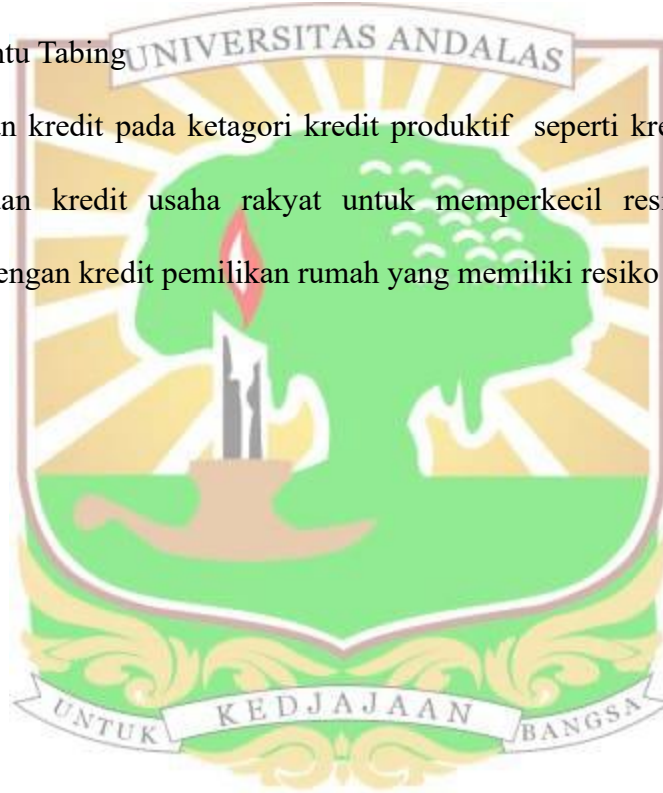 ntu Tabing
UNIVERSITAS ANDALAS
n kredit pada ketagori kredit produktif seperti kre
an kredit usaha rakyat untuk memperkecil res
engan kredit pemilikan rumah yang memiliki resiko
UNTUK KEDJAJAAN BANGSA